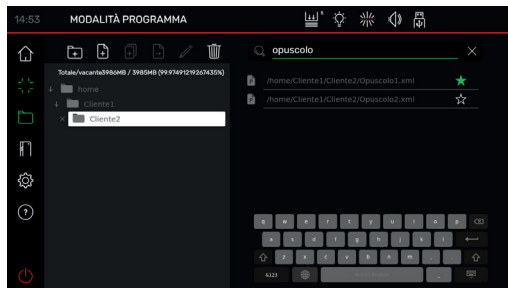 14:53 MODALITÀ PROGRAMMA
opuscolo
Totale/vacante3986MB / 3985MB (99.97491219267435%)
home
Cliente1
Cliente2
/home/Cliente1/Cliente2/Opuscolo1.xml
/home/Cliente1/Cliente2/Opuscolo2.xml
q w e r t y u i o p
a s d f g h j k l
z x c v b n m , .
&123 _